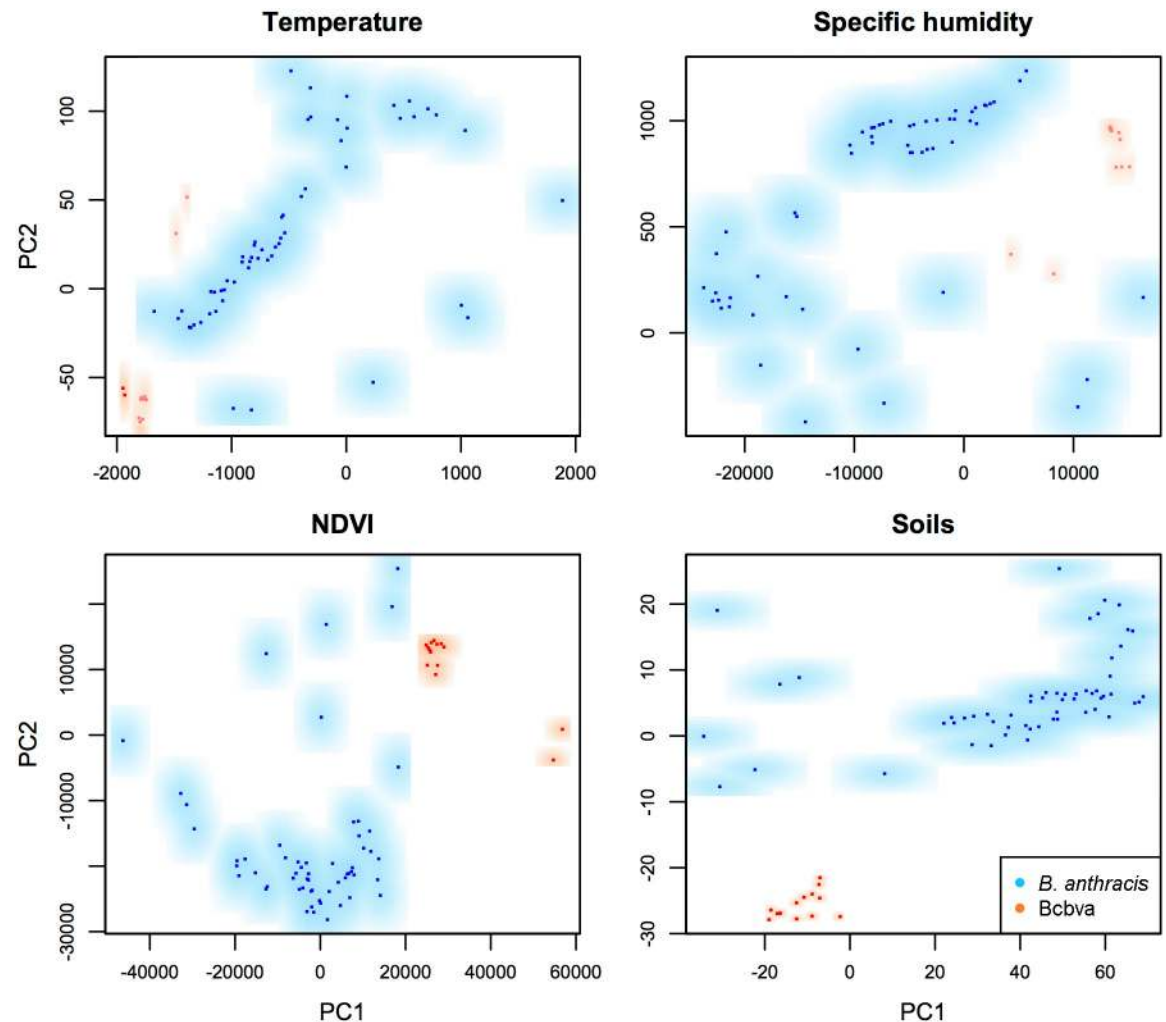 Temperature
Specific humidity
PC2
100
50
0
-50
-2000 -1000 0 1000 2000
1000
500
0
-20000 -10000 0 10000
NDVI
Soils
PC2
10000
0
-10000
-30000
-40000 -20000 0 20000 40000 60000
PC1
20
10
0
-10
-20
-30
-20 0 20 40 60
PC1
B. anthracis
Bcbva